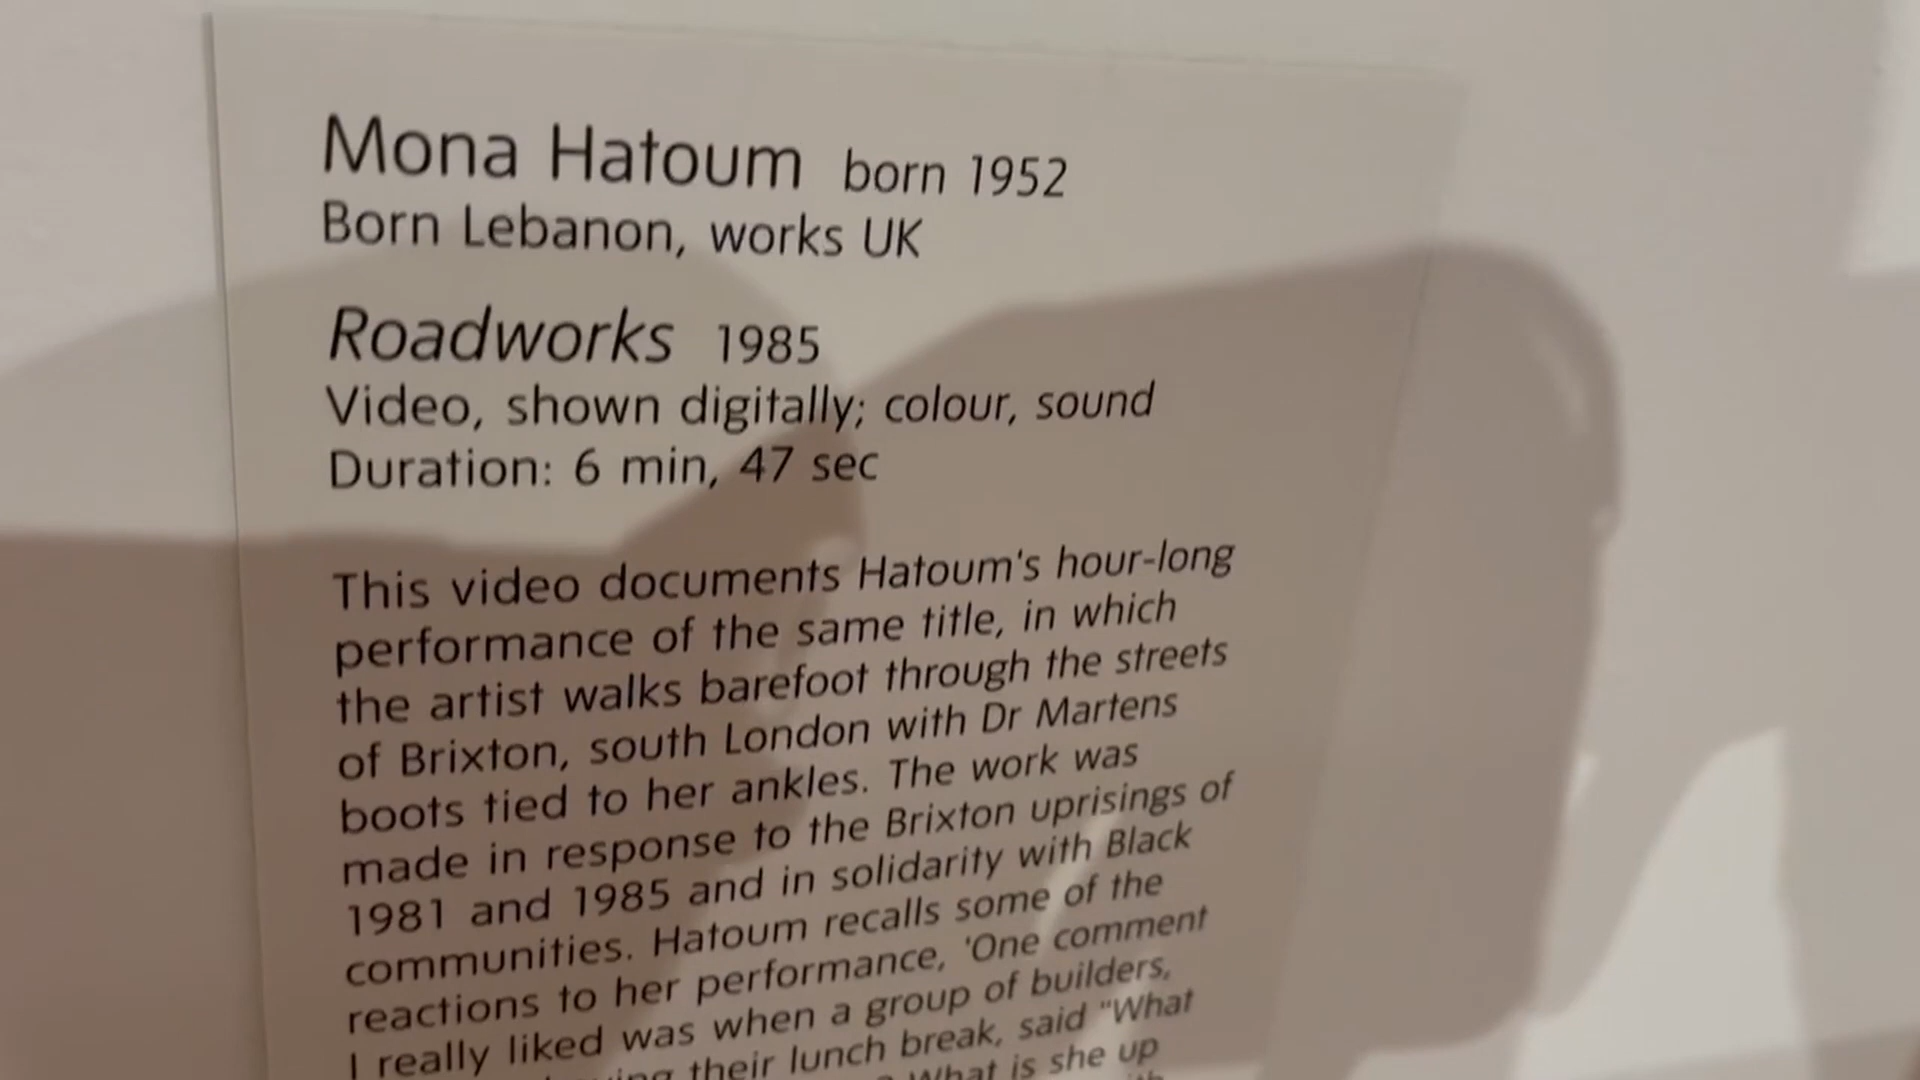 Mona Hatoum born 1952
Born Lebanon, works UK
Roadworks 1985
Video, shown digitally; colour, sound
Duration: 6 min, 47 sec
This video documents Hatoum's hour-long
performance of the same title, in which
the artist walks barefoot through the streets
of Brixton, south London with Dr Martens
boots tied to her ankles. The work was
made in response to the Brixton uprisings of
1981 and 1985 and in solidarity with Black
communities. Hatoum recalls some of the
reactions to her performance, 'One comment
I really liked was when a group of builders,
their lunch break, said "What
What is she up